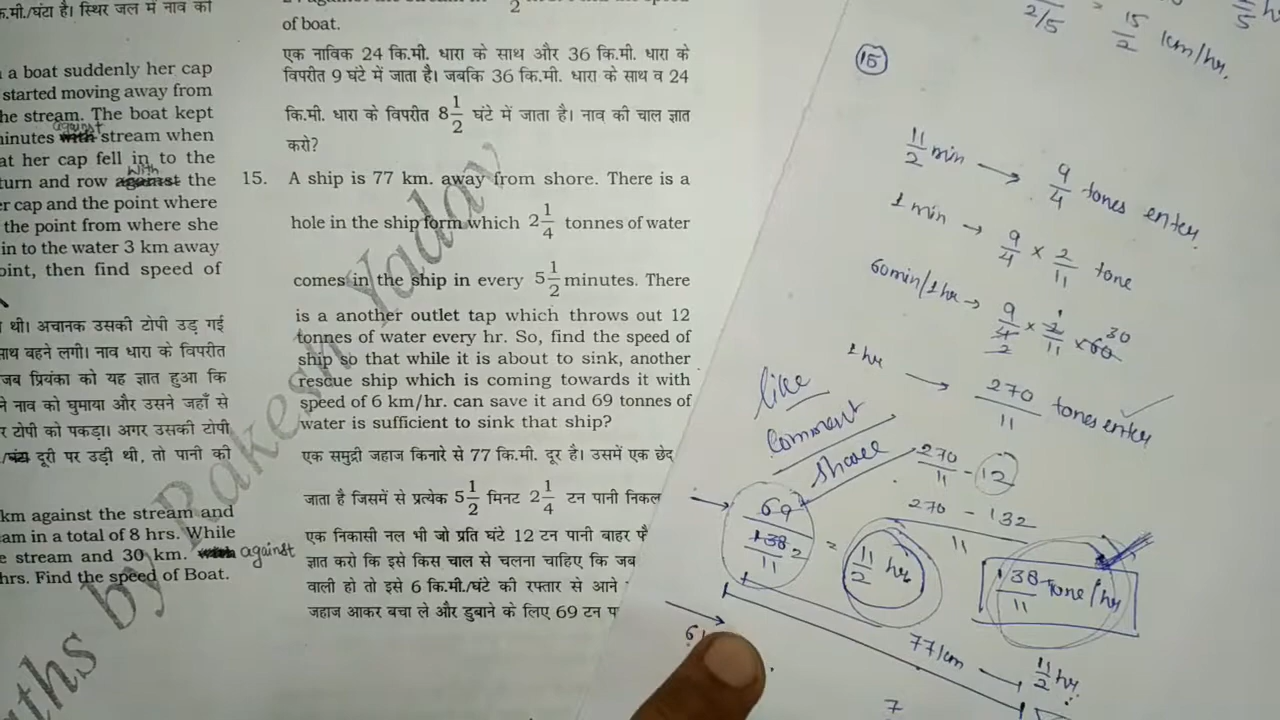 क.मी./घंटा है। स्थिर जल में नाव की
a boat suddenly her cap
started moving away from
he stream. The boat kept
against
minutes with stream when
at her cap fell in to the
with
turn and row against the
er cap and the point where
the point from where she
in to the water 3 km away
oint, then find speed of
थी। अचानक उसकी टोपी उड़ गई
साथ बहने लगी। नाव धारा के विपरीत
जब प्रियंका को यह ज्ञात हुआ कि
ने नाव को घुमाया और उसने जहाँ से
र टोपी को पकड़ा। अगर उसकी टोपी
दूरी पर उड़ी थी, तो पानी की
km against the stream and
am in a total of 8 hrs. While
e stream and 30 km. against
hrs. Find the speed of Boat.
of boat.
एक नाविक 24 कि.मी. धारा के साथ और 36 कि.मी. धारा के
विपरीत 9 घंटे में जाता है। जबकि 36 कि.मी. धारा के साथ व 24
कि.मी. धारा के विपरीत 8 1/2 घंटे में जाता है। नाव की चाल ज्ञात
करो?
15. A ship is 77 km. away from shore. There is a
hole in the ship form which 2 1/4 tonnes of water
comes in the ship in every 5 1/2 minutes. There
is a another outlet tap which throws out 12
tonnes of water every hr. So, find the speed of
ship so that while it is about to sink, another
rescue ship which is coming towards it with
speed of 6 km/hr. can save it and 69 tonnes of
water is sufficient to sink that ship?
एक समुद्री जहाज किनारे से 77 कि.मी. दूर है। उसमें एक छेद
जाता है जिसमें से प्रत्येक 5 1/2 मिनट 2 1/4 टन पानी निकल
एक निकासी नल भी जो प्रति घंटे 12 टन पानी बाहर
ज्ञात करो कि इसे किस चाल से चलना चाहिए कि जब
वाली हो तो इसे 6 कि.मी./घंटे की रफ्तार से आने
जहाज आकर बचा ले और डुबाने के लिए 69 टन
Maths by Rakesh Yadav
2/5 = 15/2 km/hr.
15
11/2 min → 9/4 tones enter.
1 min → 9/4 × 2/11 tone
60min/1hr → 9/4 × 2/11 × 60 30
2
1 hr → 270/11 tones enter
like
comment
share
270/11 - 12
270 - 132
11
69
138/11 2 = 11/2 hr
138/11 tone/hr
6
77km → 11/2 hr.
7